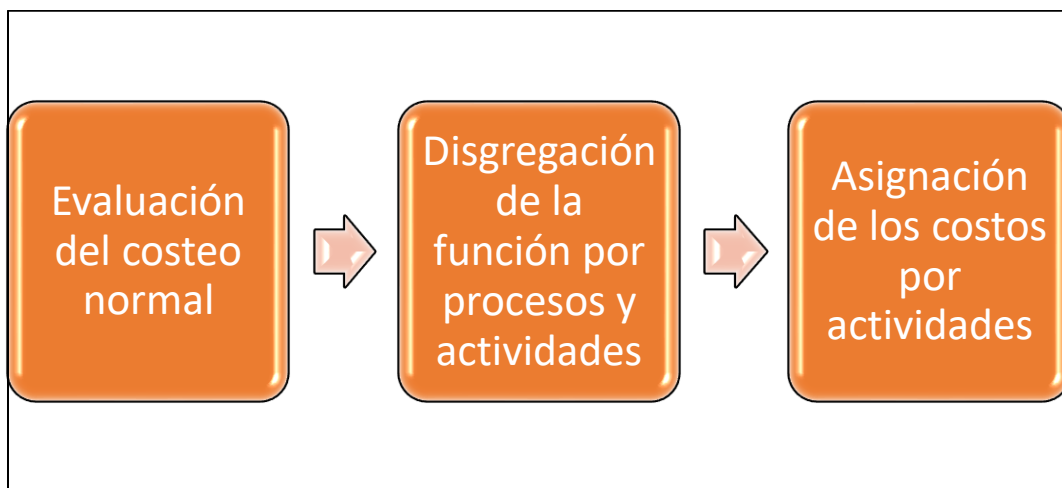 Evaluación
del costeo
normal
Disgregación
de la
función por
procesos y
actividades
Asignación
de los costos
por
actividades